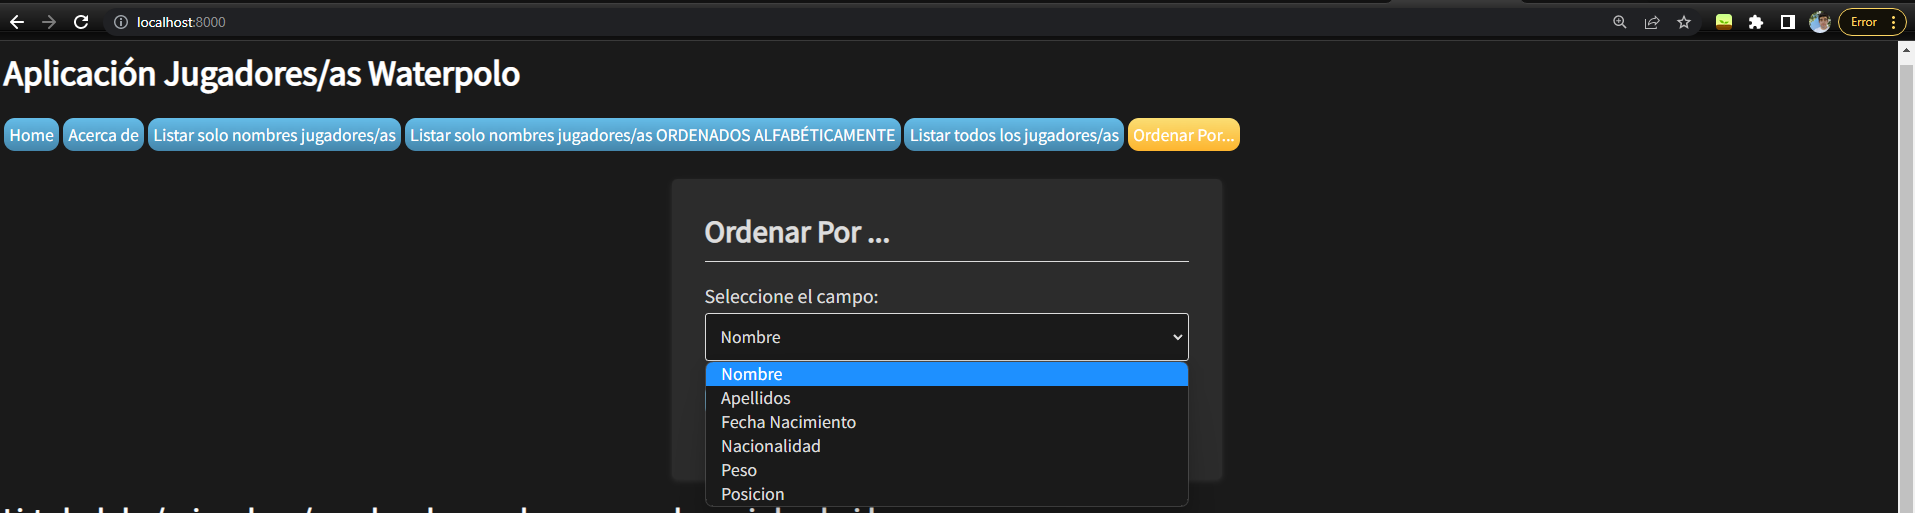 localhost:8000
Error
Aplicación Jugadores/as Waterpolo
Home Acerca de Listar solo nombres jugadores/as Listar solo nombres jugadores/as ORDENADOS ALFABÉTICAMENTE Listar todos los jugadores/as Ordenar Por...
Ordenar Por ...
Seleccione el campo:
Nombre
Nombre
Apellidos
Fecha Nacimiento
Nacionalidad
Peso
Posicion